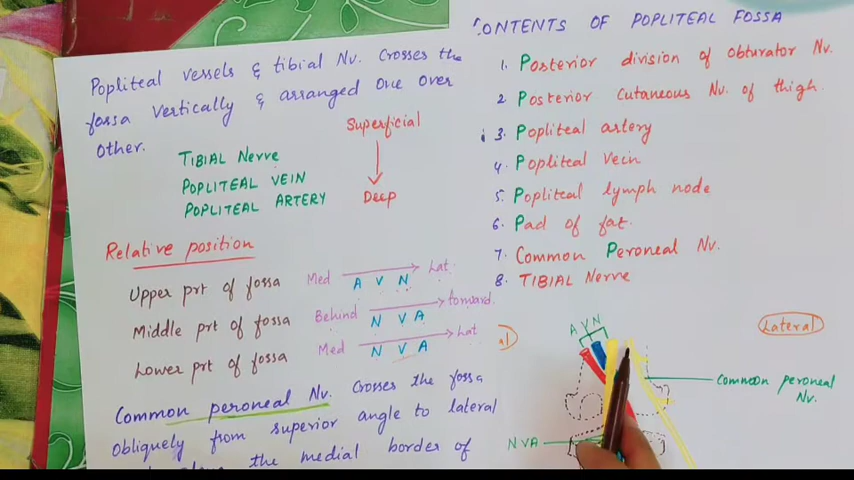 Popliteal vessels & tibial Nv. Crosses the
fossa vertically & arranged one over
other.
Superficial
TIBIAL Nerve
POPLITEAL VEIN
POPLITEAL ARTERY
Deep
Relative position
Upper prt of fossa Med A V N Lat.
Middle prt of fossa Behind N V A forward.
Lower prt of fossa Med N V A Lat
Common peroneal Nv. Crosses the fossa
obliquely from superior angle to lateral
the medial border of
CONTENTS OF POPLITEAL FOSSA
1. Posterior division of obturator Nv.
2 Posterior Cutaneous Nv. of thigh.
3. Popliteal artery
4. Popliteal vein
5. Popliteal lymph node
6. Pad of fat.
7. Common Peroneal Nv.
8. TIBIAL Nerve
A V N
Lateral
Common peroneal
Nv.
N V A